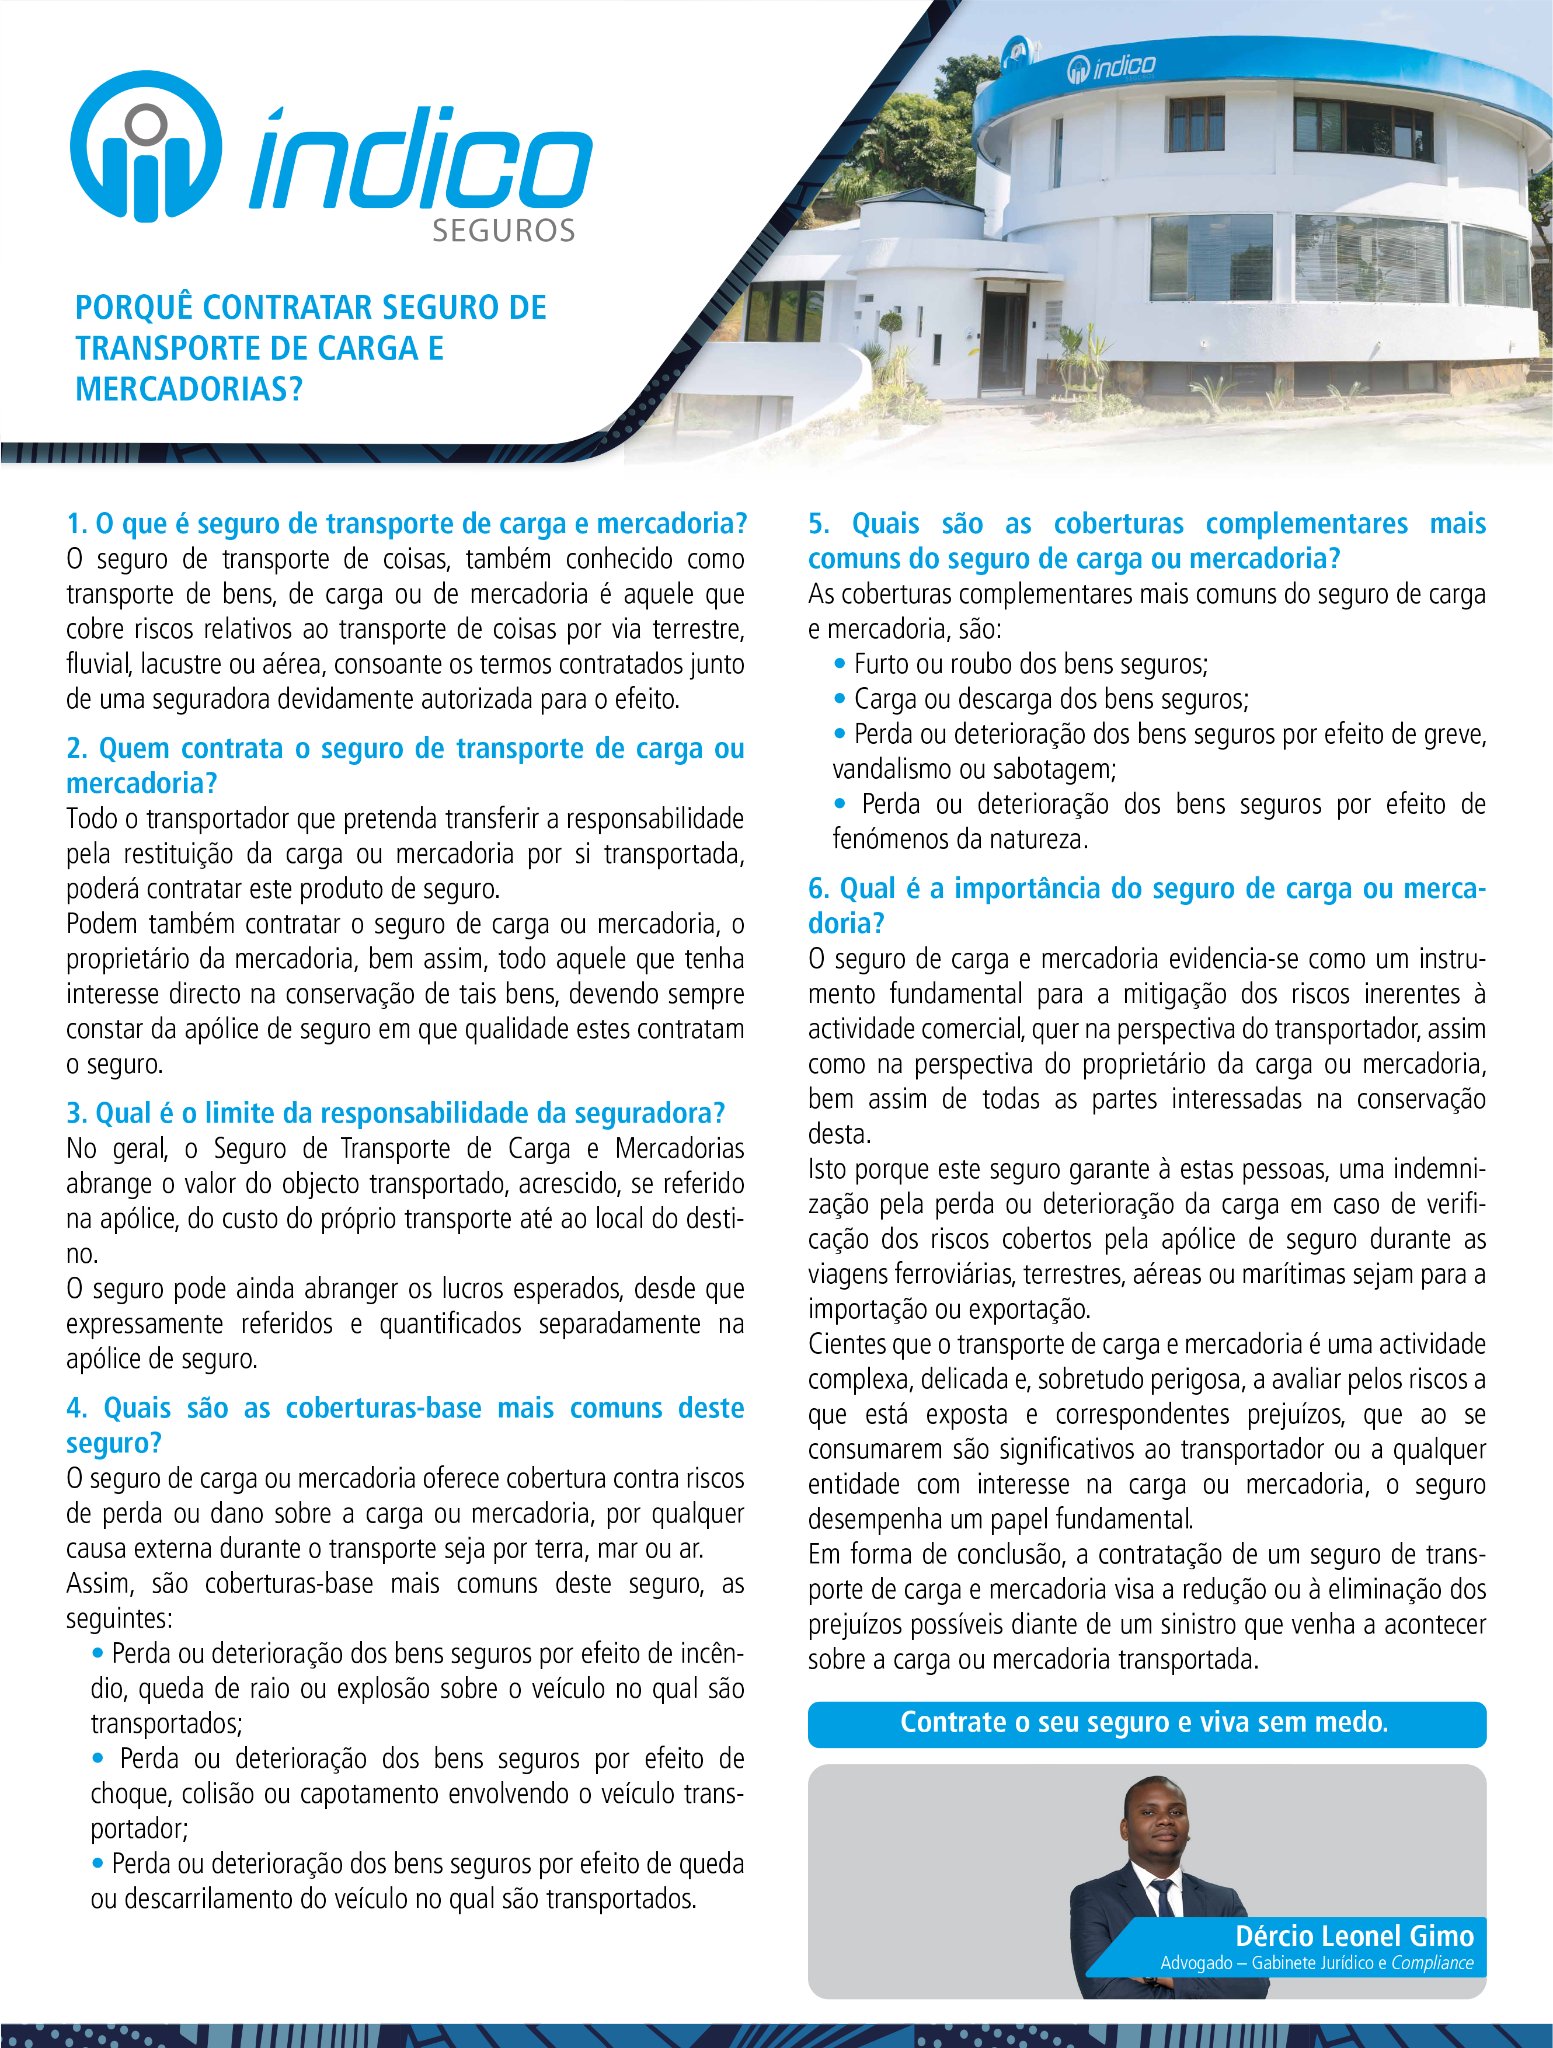 índico
SEGUROS
índico
SEGUROS
PORQUÊ CONTRATAR SEGURO DE
TRANSPORTE DE CARGA E
MERCADORIAS?
1. O que é seguro de transporte de carga e mercadoria?
O seguro de transporte de coisas, também conhecido como
transporte de bens, de carga ou de mercadoria é aquele que
cobre riscos relativos ao transporte de coisas por via terrestre,
fluvial, lacustre ou aérea, consoante os termos contratados junto
de uma seguradora devidamente autorizada para o efeito.
2. Quem contrata o seguro de transporte de carga ou
mercadoria?
Todo o transportador que pretenda transferir a responsabilidade
pela restituição da carga ou mercadoria por si transportada,
poderá contratar este produto de seguro.
Podem também contratar o seguro de carga ou mercadoria, o
proprietário da mercadoria, bem assim, todo aquele que tenha
interesse directo na conservação de tais bens, devendo sempre
constar da apólice de seguro em que qualidade estes contratam
o seguro.
3. Qual é o limite da responsabilidade da seguradora?
No geral, o Seguro de Transporte de Carga e Mercadorias
abrange o valor do objecto transportado, acrescido, se referido
na apólice, do custo do próprio transporte até ao local do desti-
no.
O seguro pode ainda abranger os lucros esperados, desde que
expressamente referidos e quantificados separadamente na
apólice de seguro.
4. Quais são as coberturas-base mais comuns deste
seguro?
O seguro de carga ou mercadoria oferece cobertura contra riscos
de perda ou dano sobre a carga ou mercadoria, por qualquer
causa externa durante o transporte seja por terra, mar ou ar.
Assim, são coberturas-base mais comuns deste seguro, as
seguintes:
• Perda ou deterioração dos bens seguros por efeito de incên-
dio, queda de raio ou explosão sobre o veículo no qual são
transportados;
• Perda ou deterioração dos bens seguros por efeito de
choque, colisão ou capotamento envolvendo o veículo trans-
portador;
• Perda ou deterioração dos bens seguros por efeito de queda
ou descarrilamento do veículo no qual são transportados.
5. Quais são as coberturas complementares mais
comuns do seguro de carga ou mercadoria?
As coberturas complementares mais comuns do seguro de carga
e mercadoria, são:
• Furto ou roubo dos bens seguros;
• Carga ou descarga dos bens seguros;
• Perda ou deterioração dos bens seguros por efeito de greve,
vandalismo ou sabotagem;
• Perda ou deterioração dos bens seguros por efeito de
fenómenos da natureza.
6. Qual é a importância do seguro de carga ou merca-
doria?
O seguro de carga e mercadoria evidencia-se como um instru-
mento fundamental para a mitigação dos riscos inerentes à
actividade comercial, quer na perspectiva do transportador, assim
como na perspectiva do proprietário da carga ou mercadoria,
bem assim de todas as partes interessadas na conservação
desta.
Isto porque este seguro garante à estas pessoas, uma indemni-
zação pela perda ou deterioração da carga em caso de verifi-
cação dos riscos cobertos pela apólice de seguro durante as
viagens ferroviárias, terrestres, aéreas ou marítimas sejam para a
importação ou exportação.
Cientes que o transporte de carga e mercadoria é uma actividade
complexa, delicada e, sobretudo perigosa, a avaliar pelos riscos a
que está exposta e correspondentes prejuízos, que ao se
consumarem são significativos ao transportador ou a qualquer
entidade com interesse na carga ou mercadoria, o seguro
desempenha um papel fundamental.
Em forma de conclusão, a contratação de um seguro de trans-
porte de carga e mercadoria visa a redução ou à eliminação dos
prejuízos possíveis diante de um sinistro que venha a acontecer
sobre a carga ou mercadoria transportada.
Contrate o seu seguro e viva sem medo.
Dércio Leonel Gimo
Advogado – Gabinete Jurídico e Compliance